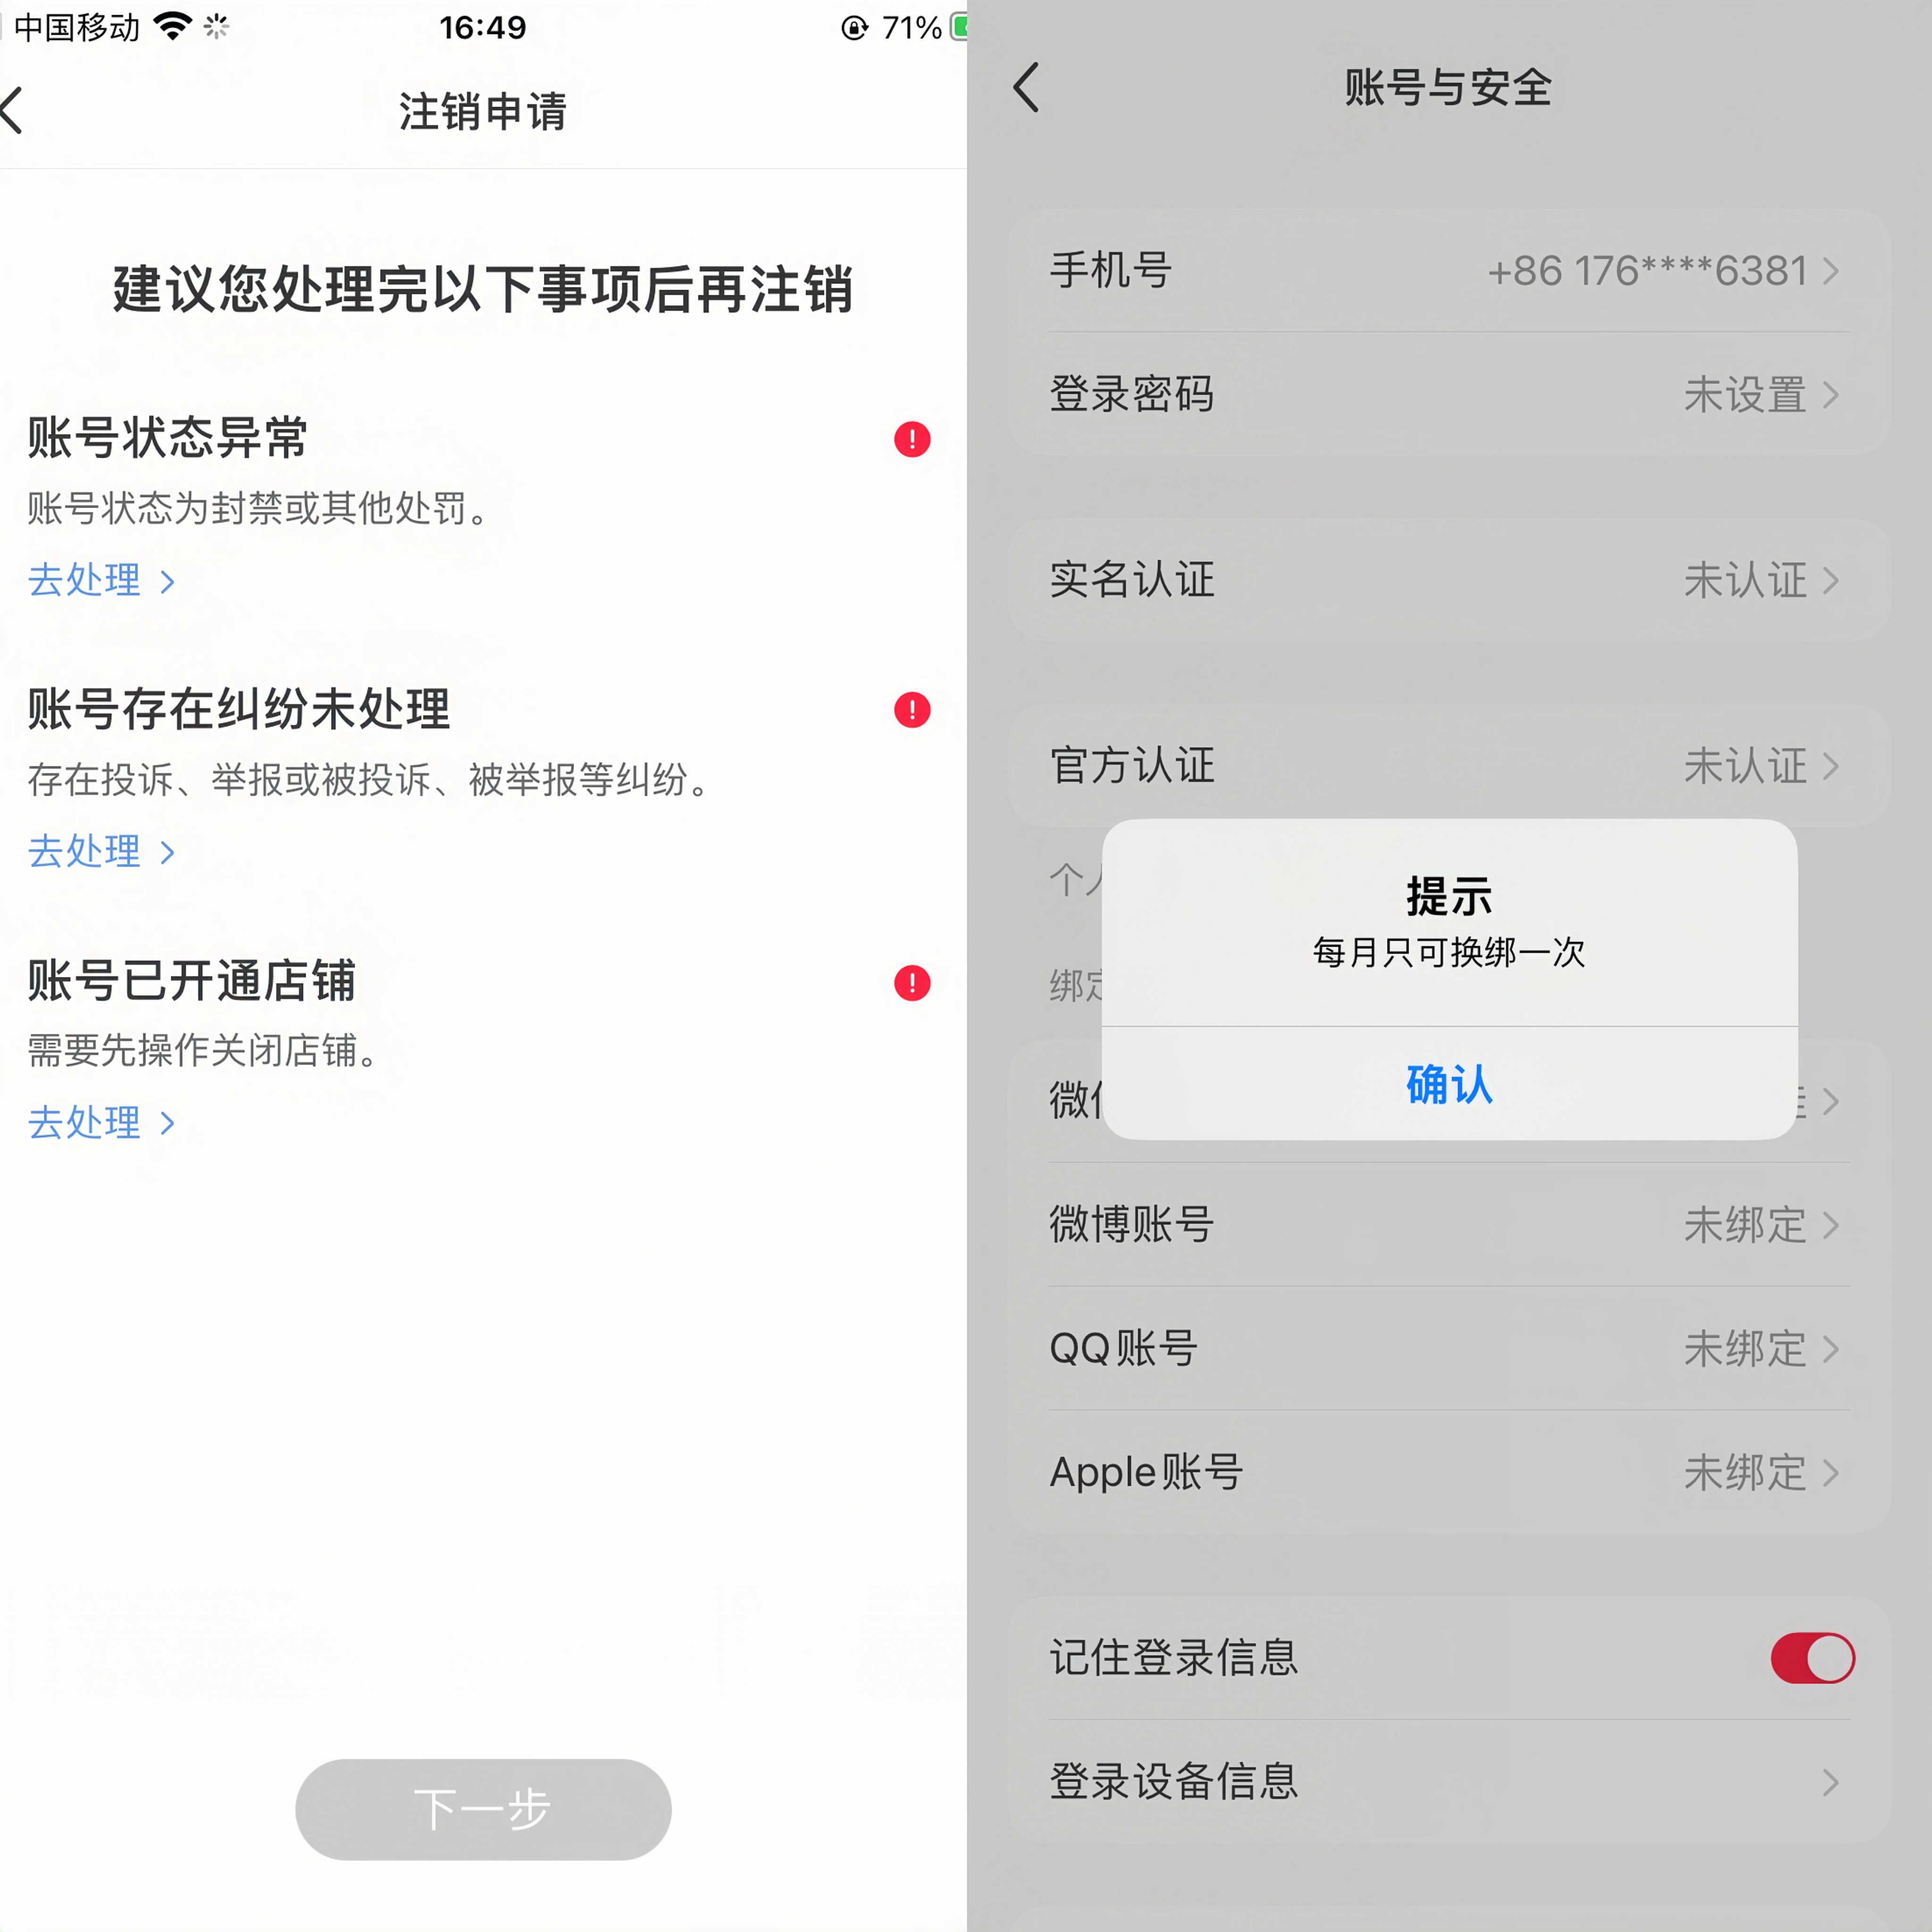 中国移动
16:49
71%
注销申请
建议您处理完以下事项后再注销
账号状态异常
账号状态为封禁或其他处罚。
去处理
账号存在纠纷未处理
存在投诉、举报或被投诉、被举报等纠纷。
去处理
账号已开通店铺
需要先操作关闭店铺。
去处理
下一步
账号与安全
手机号 +86 176****6381
登录密码 未设置
实名认证 未认证
官方认证 未认证
个
绑
提示
每月只可换绑一次
确认
微
微博账号 未绑定
QQ账号 未绑定
Apple账号 未绑定
记住登录信息
登录设备信息